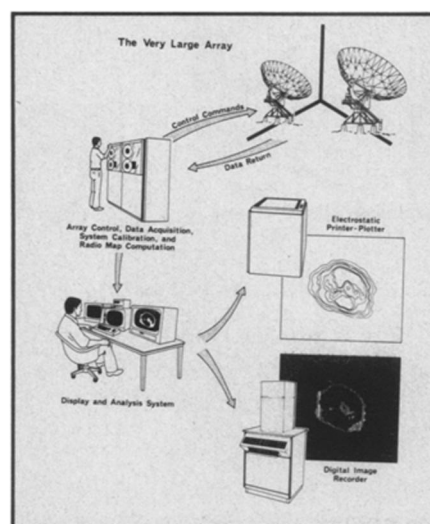 The Very Large Array
Control Commands
Data Return
Array Control, Data Acquisition,
System Calibration, and
Radio Map Computation
Electrostatic
Printer-Plotter
Display and Analysis System
Digital Image
Recorder